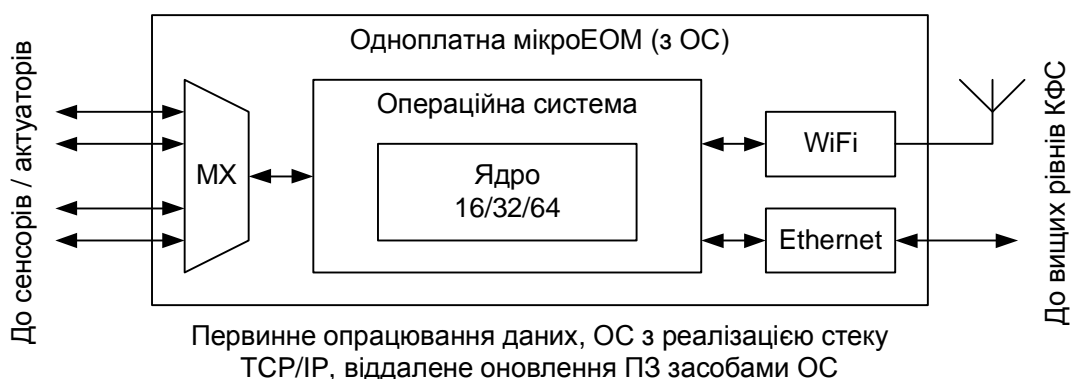 До сенсорів / актуаторів
Одноплатна мікроЕОМ (з ОС)
MX
Операційна система
Ядро
16/32/64
WiFi
Ethernet
До вищих рівнів КФС
Первинне опрацювання даних, ОС з реалізацією стеку
TCP/IP, віддалене оновлення ПЗ засобами ОС